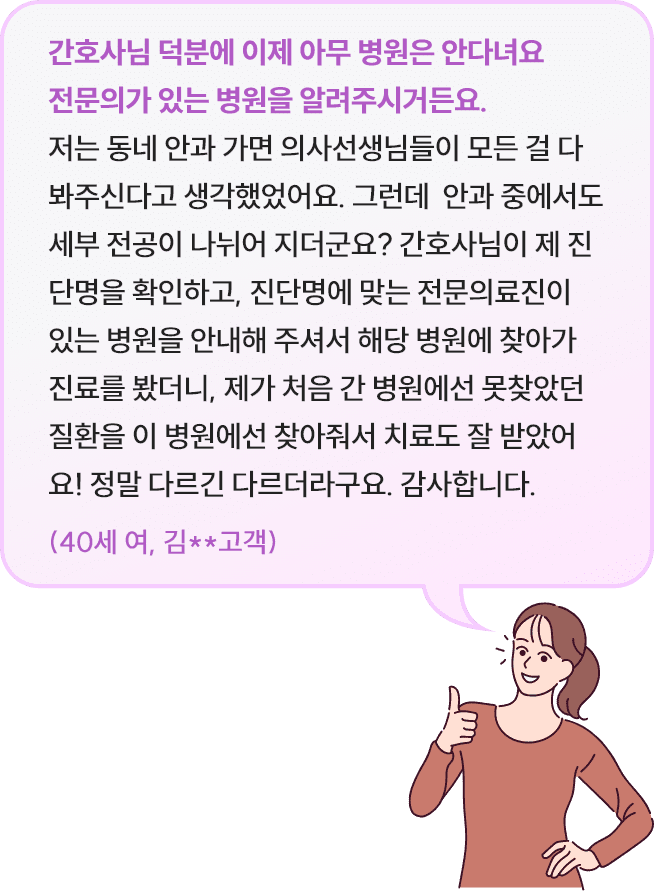 간호사님 덕분에 이제 아무 병원은 안다녀요
전문의가 있는 병원을 알려주시거든요.
저는 동네 안과 가면 의사선생님들이 모든 걸 다
봐주신다고 생각했었어요. 그런데  안과 중에서도
세부 전공이 나뉘어 지더군요? 간호사님이 제 진
단명을 확인하고, 진단명에 맞는 전문의료진이
있는 병원을 안내해 주셔서 해당 병원에 찾아가
진료를 봤더니, 제가 처음 간 병원에선 못찾았던
질환을 이 병원에선 찾아줘서 치료도 잘 받았어
요! 정말 다르긴 다르더라구요. 감사합니다.
(40세 여, 김**고객)